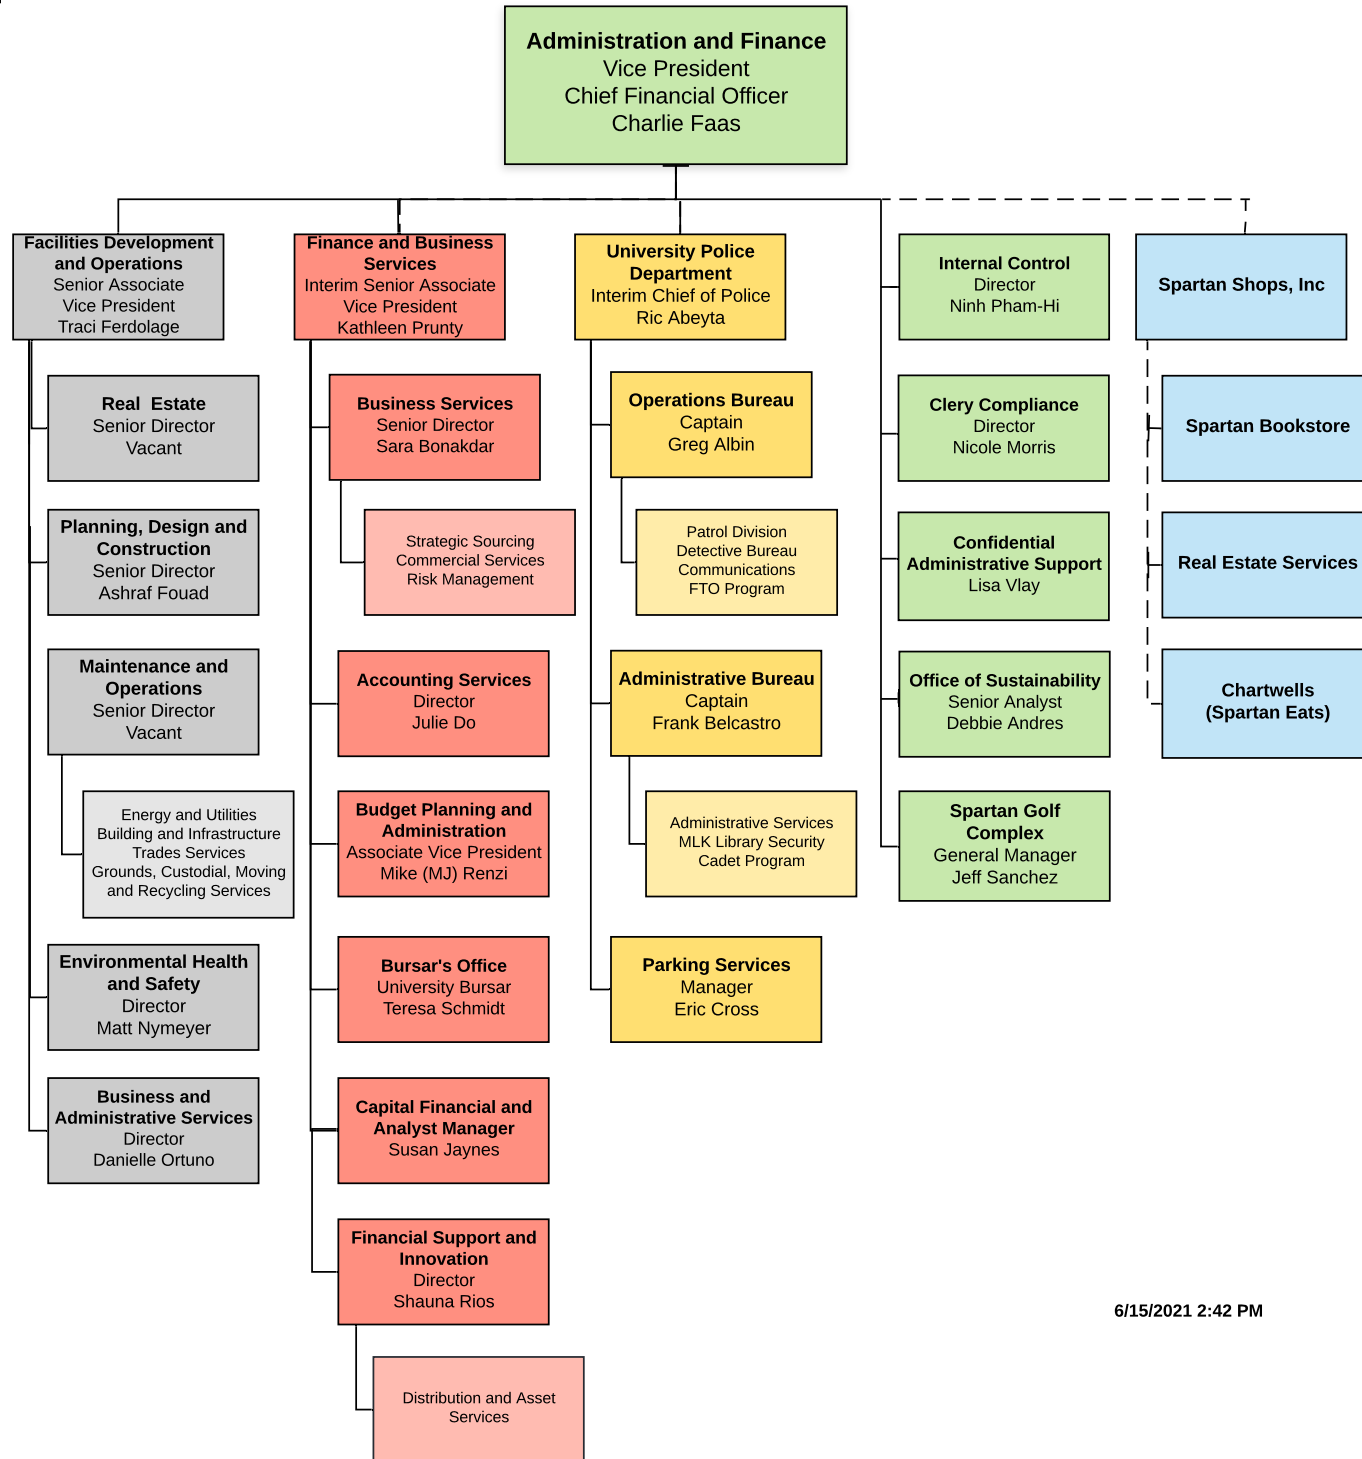 Administration and Finance
Vice President
Chief Financial Officer
Charlie Faas
Facilities Development
and Operations
Senior Associate
Vice President
Traci Ferdolage
Real  Estate
Senior Director
Vacant
Planning, Design and
Construction
Senior Director
Ashraf Fouad
Maintenance and
Operations
Senior Director
Vacant
Energy and Utilities
Building and Infrastructure
Trades Services
Grounds, Custodial, Moving
and Recycling Services
Environmental Health
and Safety
Director
Matt Nymeyer
Business and
Administrative Services
Director
Danielle Ortuno
Finance and Business
Services
Interim Senior Associate
Vice President
Kathleen Prunty
Business Services
Senior Director
Sara Bonakdar
Strategic Sourcing
Commercial Services
Risk Management
Accounting Services
Director
Julie Do
Budget Planning and
Administration
Associate Vice President
Mike (MJ) Renzi
Bursar's Office
University Bursar
Teresa Schmidt
Capital Financial and
Analyst Manager
Susan Jaynes
Financial Support and
Innovation
Director
Shauna Rios
Distribution and Asset
Services
University Police
Department
Interim Chief of Police
Ric Abeyta
Operations Bureau
Captain
Greg Albin
Patrol Division
Detective Bureau
Communications
FTO Program
Administrative Bureau
Captain
Frank Belcastro
Administrative Services
MLK Library Security
Cadet Program
Parking Services
Manager
Eric Cross
Internal Control
Director
Ninh Pham-Hi
Clery Compliance
Director
Nicole Morris
Confidential
Administrative Support
Lisa Vlay
Office of Sustainability
Senior Analyst
Debbie Andres
Spartan Golf
Complex
General Manager
Jeff Sanchez
Spartan Shops, Inc
Spartan Bookstore
Real Estate Services
Chartwells
(Spartan Eats)
6/15/2021 2:42 PM